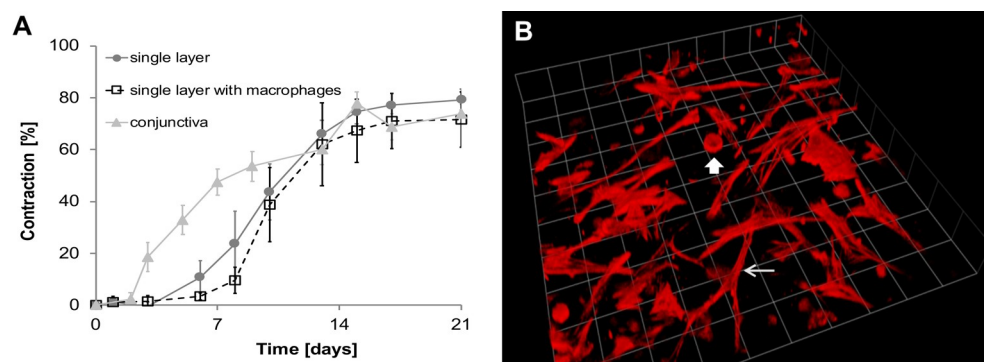 A
B
Contraction [%]
100
80
60
40
20
0
single layer
single layer with macrophages
conjunctiva
0
7
14
21
Time [days]